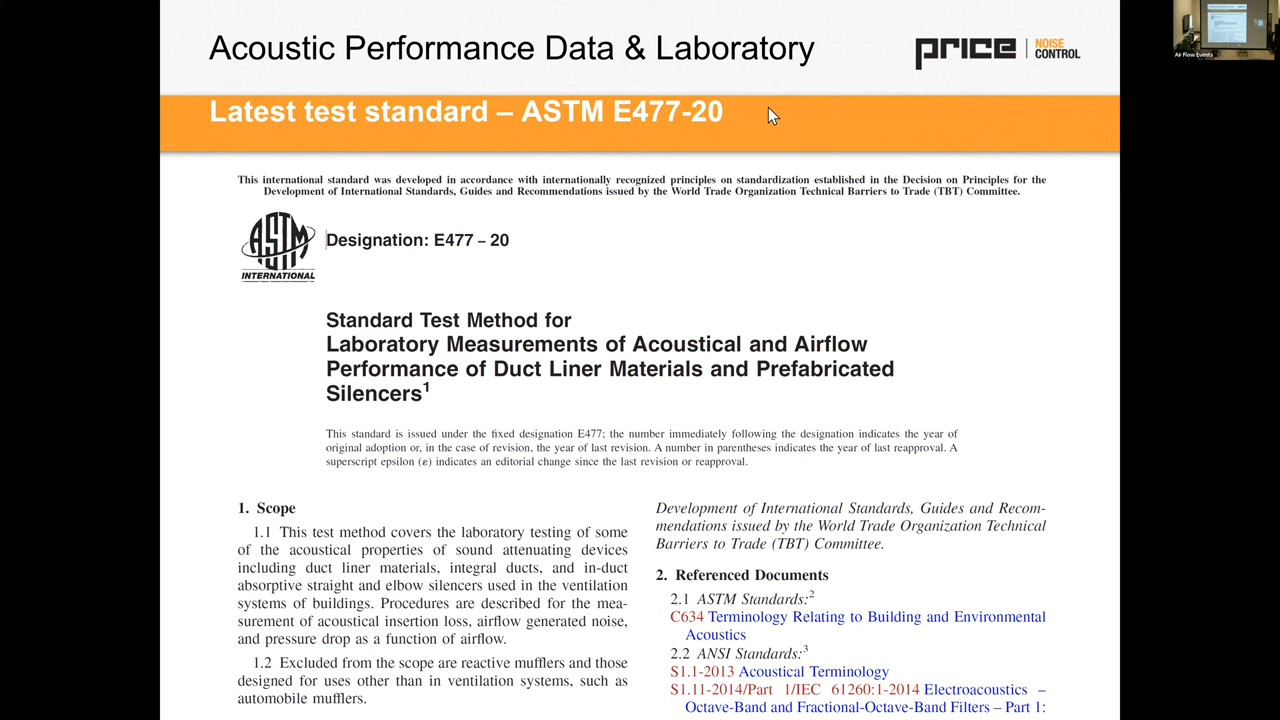 Acoustic Performance Data & Laboratory
price
NOISE
CONTROL
Air Flow Events
Latest test standard – ASTM E477-20
This international standard was developed in accordance with internationally recognized principles on standardization established in the Decision on Principles for the
Development of International Standards, Guides and Recommendations issued by the World Trade Organization Technical Barriers to Trade (TBT) Committee.
ASTM
INTERNATIONAL
Designation: E477 – 20
Standard Test Method for
Laboratory Measurements of Acoustical and Airflow
Performance of Duct Liner Materials and Prefabricated
Silencers1
This standard is issued under the fixed designation E477; the number immediately following the designation indicates the year of
original adoption or, in the case of revision, the year of last revision. A number in parentheses indicates the year of last reapproval. A
superscript epsilon (ε) indicates an editorial change since the last revision or reapproval.
1. Scope
1.1 This test method covers the laboratory testing of some
of the acoustical properties of sound attenuating devices
including duct liner materials, integral ducts, and in-duct
absorptive straight and elbow silencers used in the ventilation
systems of buildings. Procedures are described for the mea-
surement of acoustical insertion loss, airflow generated noise,
and pressure drop as a function of airflow.
1.2 Excluded from the scope are reactive mufflers and those
designed for uses other than in ventilation systems, such as
automobile mufflers.
Development of International Standards, Guides and Recom-
mendations issued by the World Trade Organization Technical
Barriers to Trade (TBT) Committee.
2. Referenced Documents
2.1 ASTM Standards:2
C634 Terminology Relating to Building and Environmental
Acoustics
2.2 ANSI Standards:3
S1.1-2013 Acoustical Terminology
S1.11-2014/Part 1/IEC 61260:1-2014 Electroacoustics –
Octave-Band and Fractional-Octave-Band Filters – Part 1: